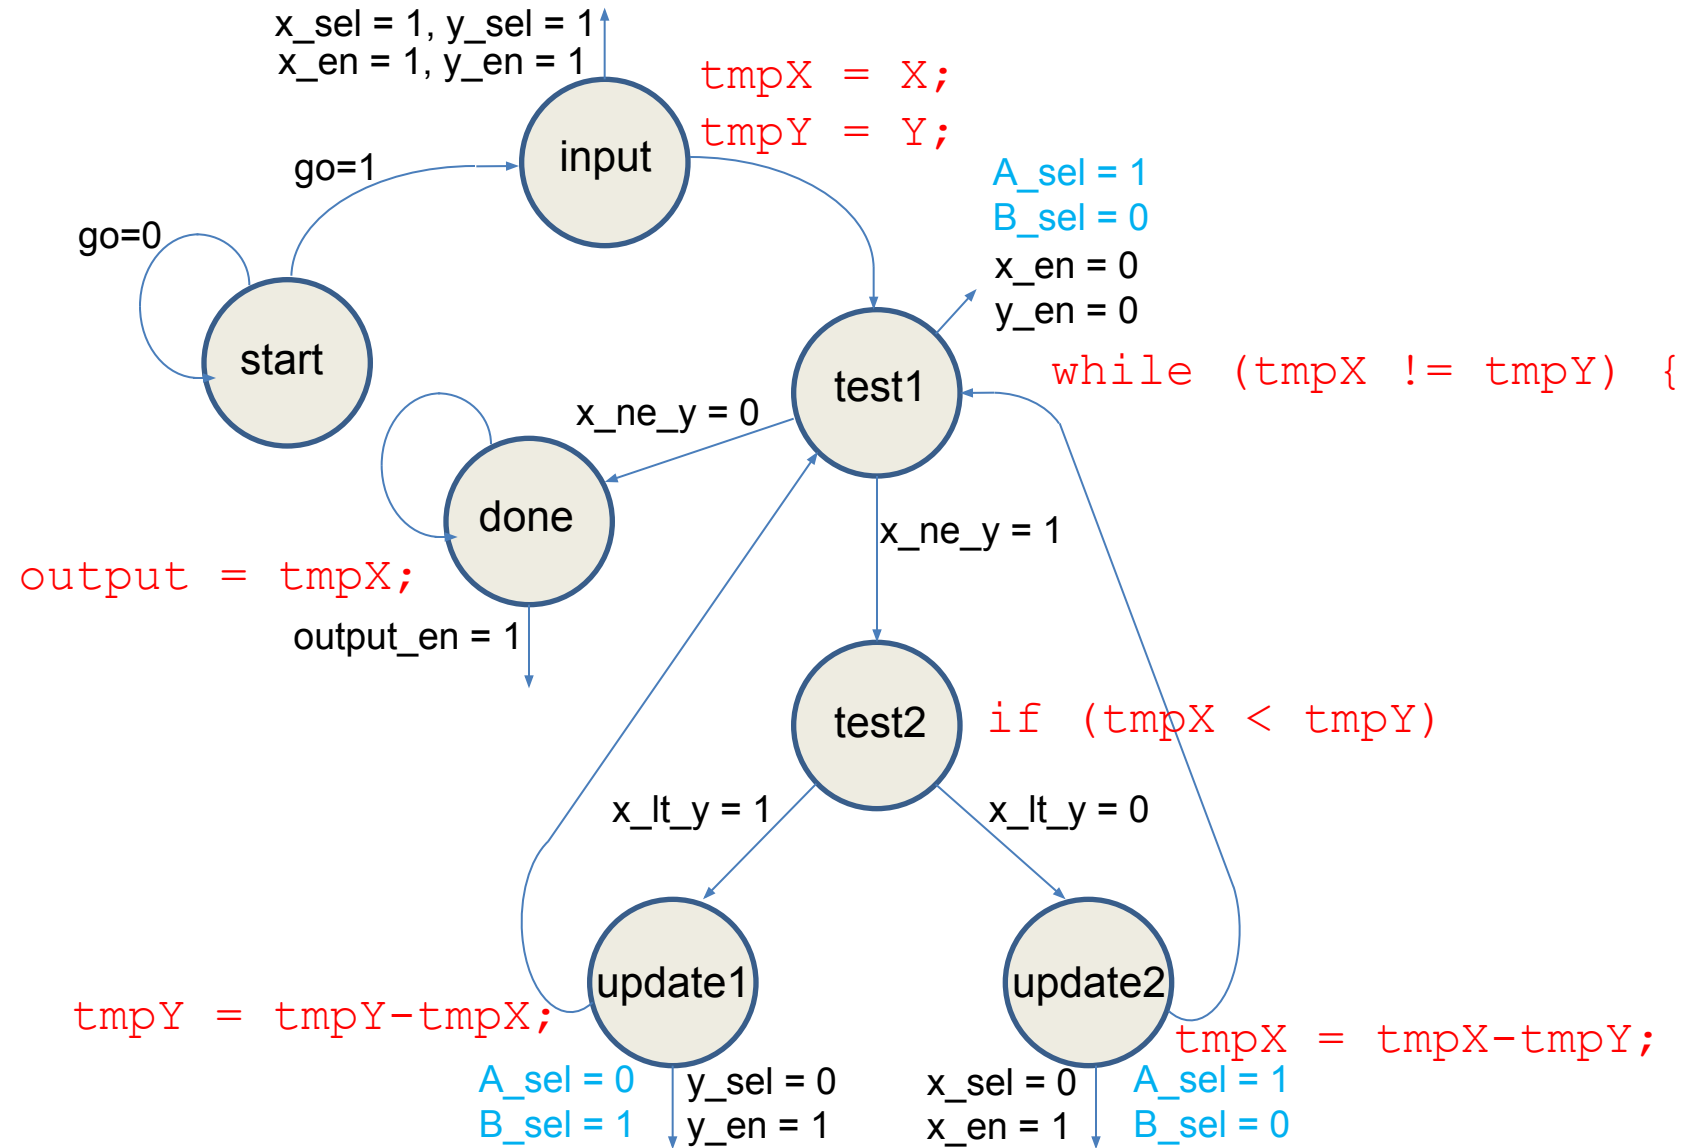 x_sel = 1, y_sel = 1
x_en = 1, y_en = 1
tmpX = X;
tmpY = Y;
input
go=1
A_sel = 1
B_sel = 0
x_en = 0
y_en = 0
go=0
start
test1
while (tmpX != tmpY) {
x_ne_y = 0
done
x_ne_y = 1
output = tmpX;
output_en = 1
test2
if (tmpX < tmpY)
x_lt_y = 1
x_lt_y = 0
update1
update2
tmpY = tmpY-tmpX;
tmpX = tmpX-tmpY;
A_sel = 0
B_sel = 1
y_sel = 0
y_en = 1
x_sel = 0
x_en = 1
A_sel = 1
B_sel = 0